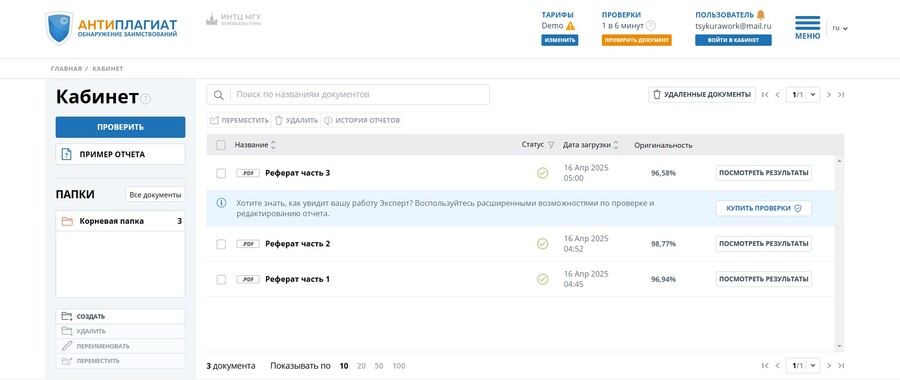 АНТИПЛАГИАТ
ОБНАРУЖЕНИЕ ЗАИМСТВОВАНИЙ
ИНТЦ МГУ
ВОРОБЬЕВЫ ГОРЫ
ТАРИФЫ
Demo
ИЗМЕНИТЬ
ПРОВЕРКИ
1 в 6 минут ?
ПРОВЕРИТЬ ДОКУМЕНТ
ПОЛЬЗОВАТЕЛЬ
tsykurawork@mail.ru
ВОЙТИ В КАБИНЕТ
МЕНЮ
ru
ГЛАВНАЯ / КАБИНЕТ
Кабинет ?
ПРОВЕРИТЬ
ПРИМЕР ОТЧЕТА
ПАПКИ
Все документы
Корневая папка 3
СОЗДАТЬ
УДАЛИТЬ
ПЕРЕИМЕНОВАТЬ
ПЕРЕМЕСТИТЬ
Поиск по названиям документов
УДАЛЕННЫЕ ДОКУМЕНТЫ
1/1
ПЕРЕМЕСТИТЬ УДАЛИТЬ ИСТОРИЯ ОТЧЕТОВ
Название Статус Дата загрузки Оригинальность
.PDF Реферат часть 3 16 Апр 2025 05:00 96,58% ПОСМОТРЕТЬ РЕЗУЛЬТАТЫ
Хотите знать, как увидит вашу работу Эксперт? Воспользуйтесь расширенными возможностями по проверке и
редактированию отчета.
КУПИТЬ ПРОВЕРКИ
.PDF Реферат часть 2 16 Апр 2025 04:52 98,77% ПОСМОТРЕТЬ РЕЗУЛЬТАТЫ
.PDF Реферат часть 1 16 Апр 2025 04:45 96,94% ПОСМОТРЕТЬ РЕЗУЛЬТАТЫ
3 документа Показывать по 10 20 50 100
1/1